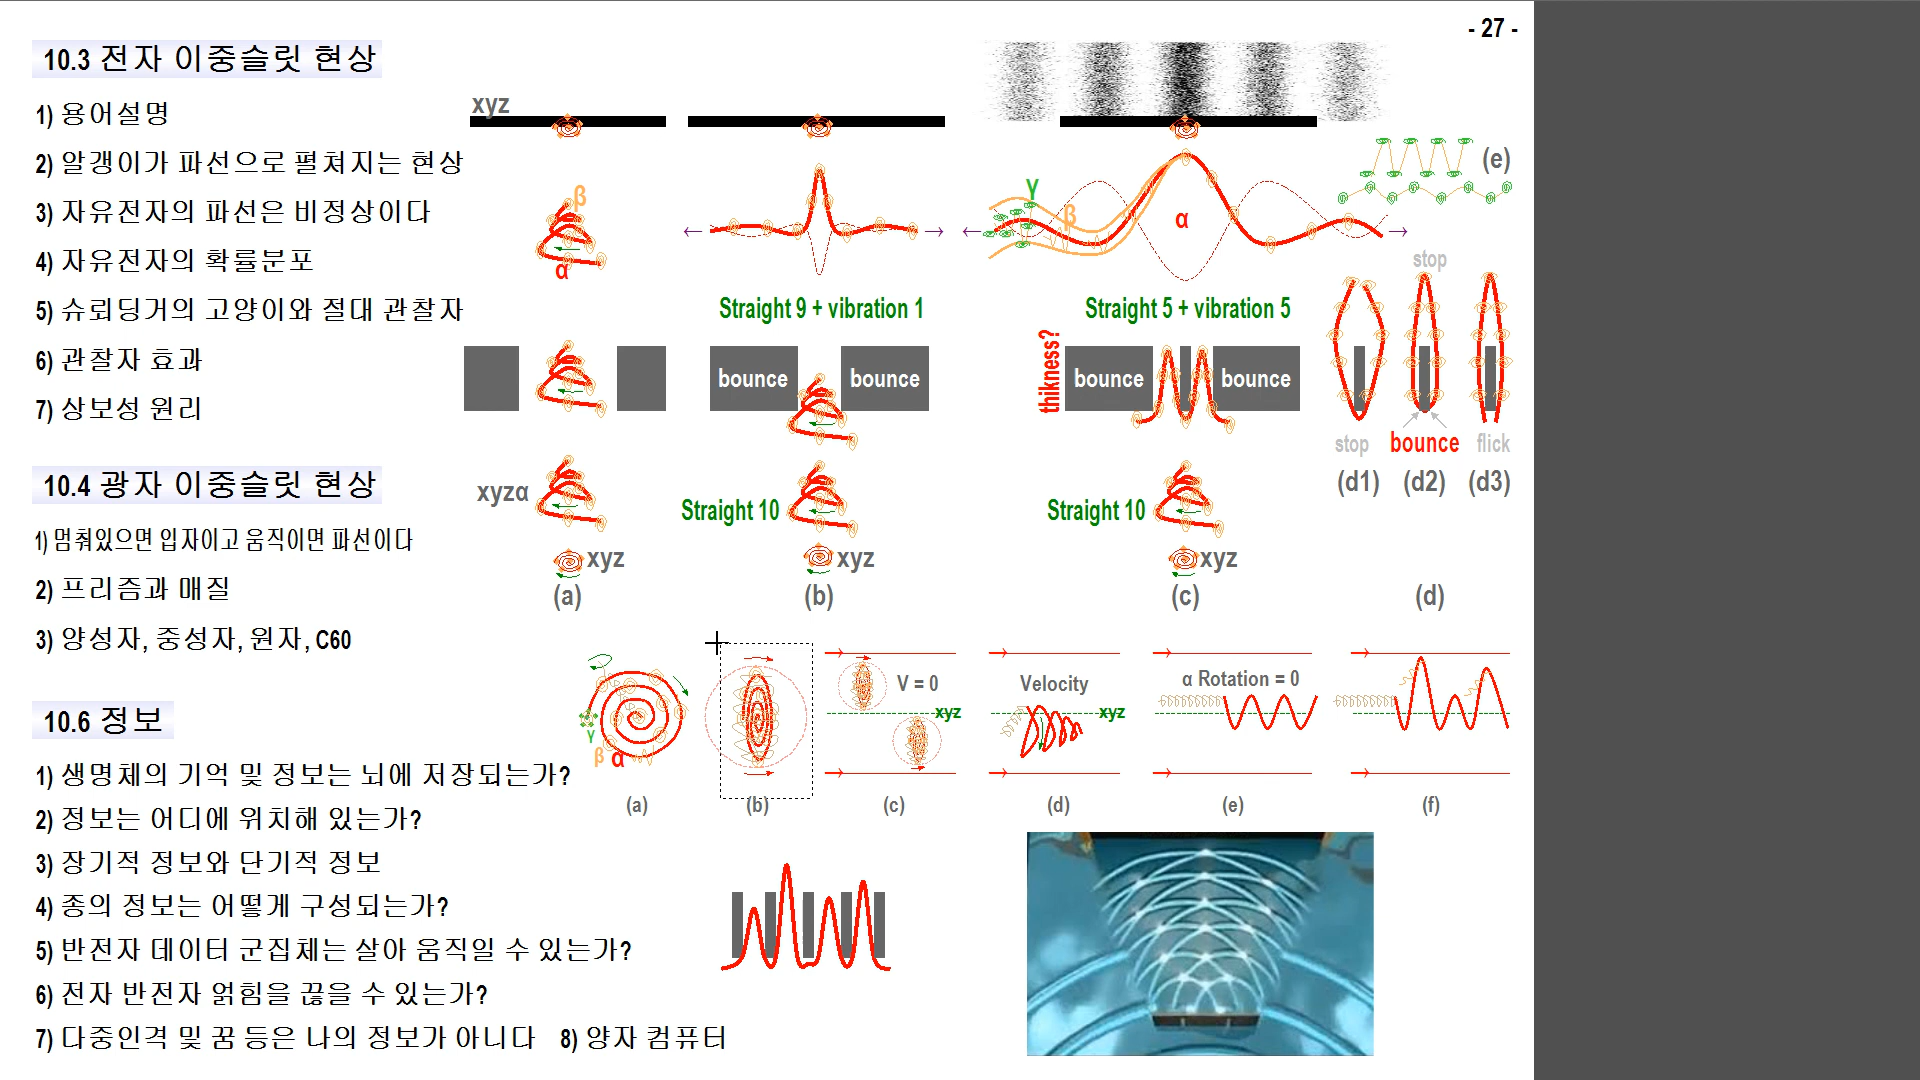 - 27 -
10.3 전자 이중슬릿 현상
1) 용어설명
2) 알갱이가 파선으로 펼쳐지는 현상
3) 자유전자의 파선은 비정상이다
4) 자유전자의 확률분포
5) 슈뢰딩거의 고양이와 절대 관찰자
6) 관찰자 효과
7) 상보성 원리
10.4 광자 이중슬릿 현상
1) 멈춰있으면 입자이고 움직이면 파선이다
2) 프리즘과 매질
3) 양성자, 중성자, 원자, C60
10.6 정보
1) 생명체의 기억 및 정보는 뇌에 저장되는가?
2) 정보는 어디에 위치해 있는가?
3) 장기적 정보와 단기적 정보
4) 종의 정보는 어떻게 구성되는가?
5) 반전자 데이터 군집체는 살아 움직일 수 있는가?
6) 전자 반전자 얽힘을 끊을 수 있는가?
7) 다중인격 및 꿈 등은 나의 정보가 아니다 8) 양자 컴퓨터
xyz
β
α
xyzα
xyz
(a)
Straight 9 + vibration 1
bounce
bounce
Straight 10
xyz
(b)
γ
β
α
Straight 5 + vibration 5
thikness?
bounce
bounce
Straight 10
xyz
(c)
(e)
stop
stop
bounce
flick
(d1)
(d2)
(d3)
(d)
γ
β
α
(a)
(b)
V = 0
xyz
(c)
Velocity
xyz
(d)
α Rotation = 0
(e)
(f)